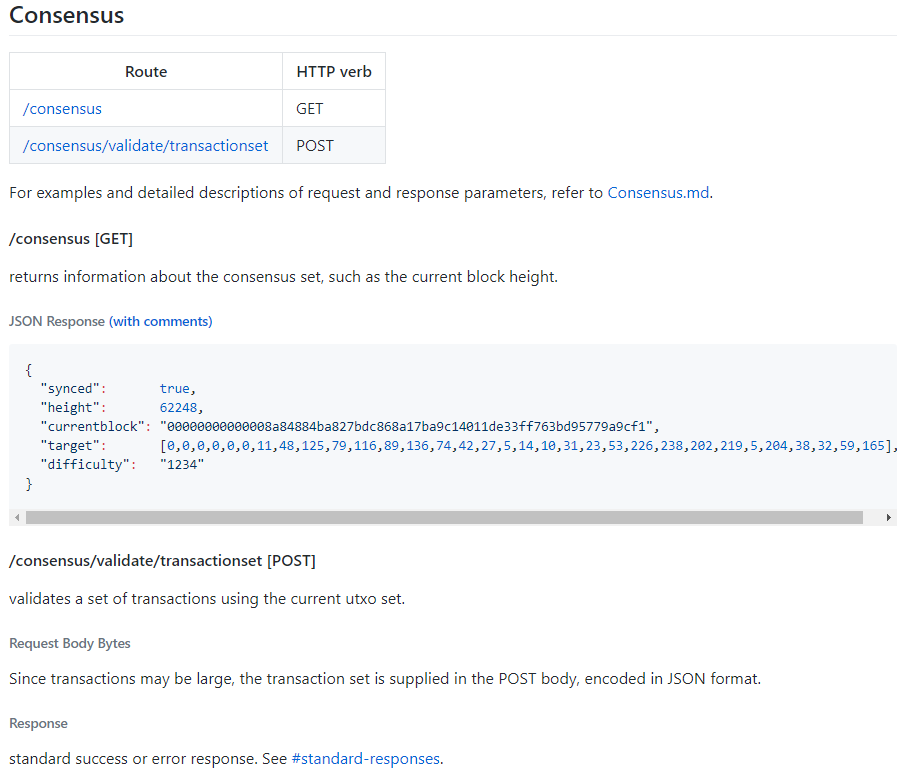 Consensus
Route HTTP verb
/consensus GET
/consensus/validate/transactionset POST
For examples and detailed descriptions of request and response parameters, refer to Consensus.md.
/consensus [GET]
returns information about the consensus set, such as the current block height.
JSON Response (with comments)
{
"synced": true,
"height": 62248,
"currentblock": "00000000000008a84884ba827bdc868a17ba9c14011de33ff763bd95779a9cf1",
"target": [0,0,0,0,0,0,11,48,125,79,116,89,136,74,42,27,5,14,10,31,23,53,226,238,202,219,5,204,38,32,59,165],
"difficulty": "1234"
}
/consensus/validate/transactionset [POST]
validates a set of transactions using the current utxo set.
Request Body Bytes
Since transactions may be large, the transaction set is supplied in the POST body, encoded in JSON format.
Response
standard success or error response. See #standard-responses.